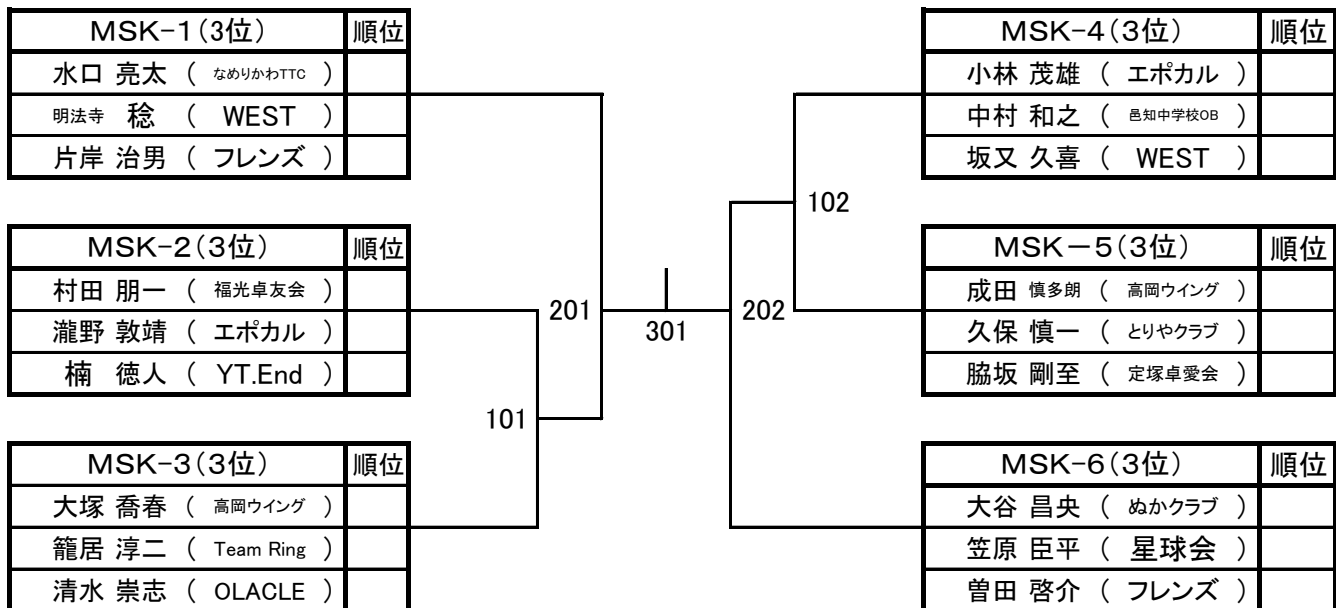 MSK-1(3位) 順位
水口 亮太 ( なめりかわTTC )
明法寺 稔 ( WEST )
片岸 治男 ( フレンズ )
MSK-2(3位) 順位
村田 朋一 ( 福光卓友会 )
瀧野 敦靖 ( エポカル )
楠 徳人 ( YT.End )
MSK-3(3位) 順位
大塚 喬春 ( 高岡ウイング )
籠居 淳二 ( Team Ring )
清水 崇志 ( OLACLE )
101
201
301
202
102
MSK-4(3位) 順位
小林 茂雄 ( エポカル )
中村 和之 ( 邑知中学校OB )
坂又 久喜 ( WEST )
MSK-5(3位) 順位
成田 慎多朗 ( 高岡ウイング )
久保 慎一 ( とりやクラブ )
脇坂 剛至 ( 定塚卓愛会 )
MSK-6(3位) 順位
大谷 昌央 ( ぬかクラブ )
笠原 臣平 ( 星球会 )
曽田 啓介 ( フレンズ )